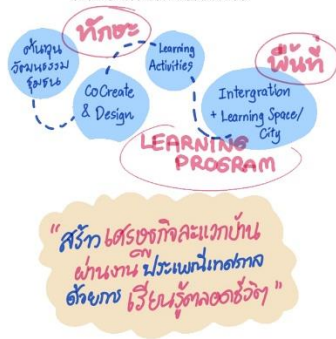 ทักษะ
ต้นทุน
วัฒนธรรม
ชุมชน
CoCreate
& Design
Learning
Activities
พื้นที่
Intergration
+ Learning Space/
City
LEARNING
PROGRAM
"สร้าง เศรษฐกิจละแวกบ้าน
ผ่านงาน ประเพณีเทศกาล
ด้วยการ เรียนรู้ตลอดชีวิต"